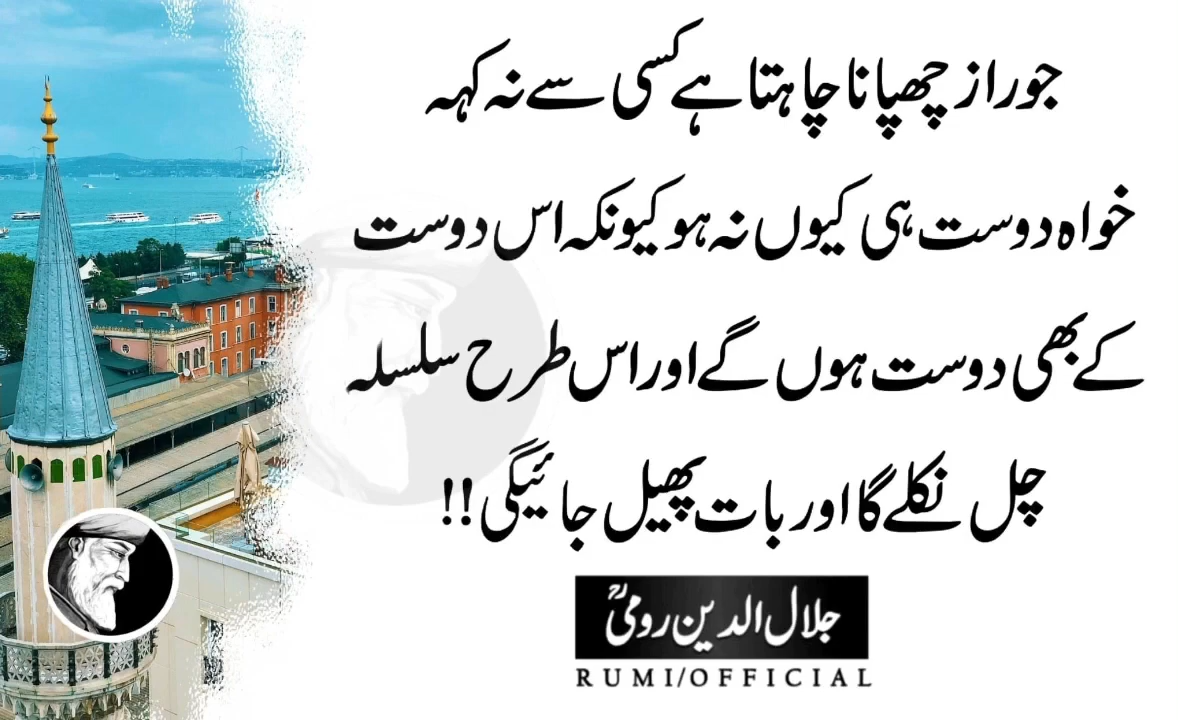 جو راز چھپانا چاہتا ہے کسی سے نہ کہہ
خواہ دوست ہی کیوں نہ ہو کیونکہ اس دوست
کے بھی دوست ہوں گے اور اس طرح سلسلہ
چل نکلے گا اور بات پھیل جائیگی!!
جلال الدین رومیؒ
RUMI/OFFICIAL